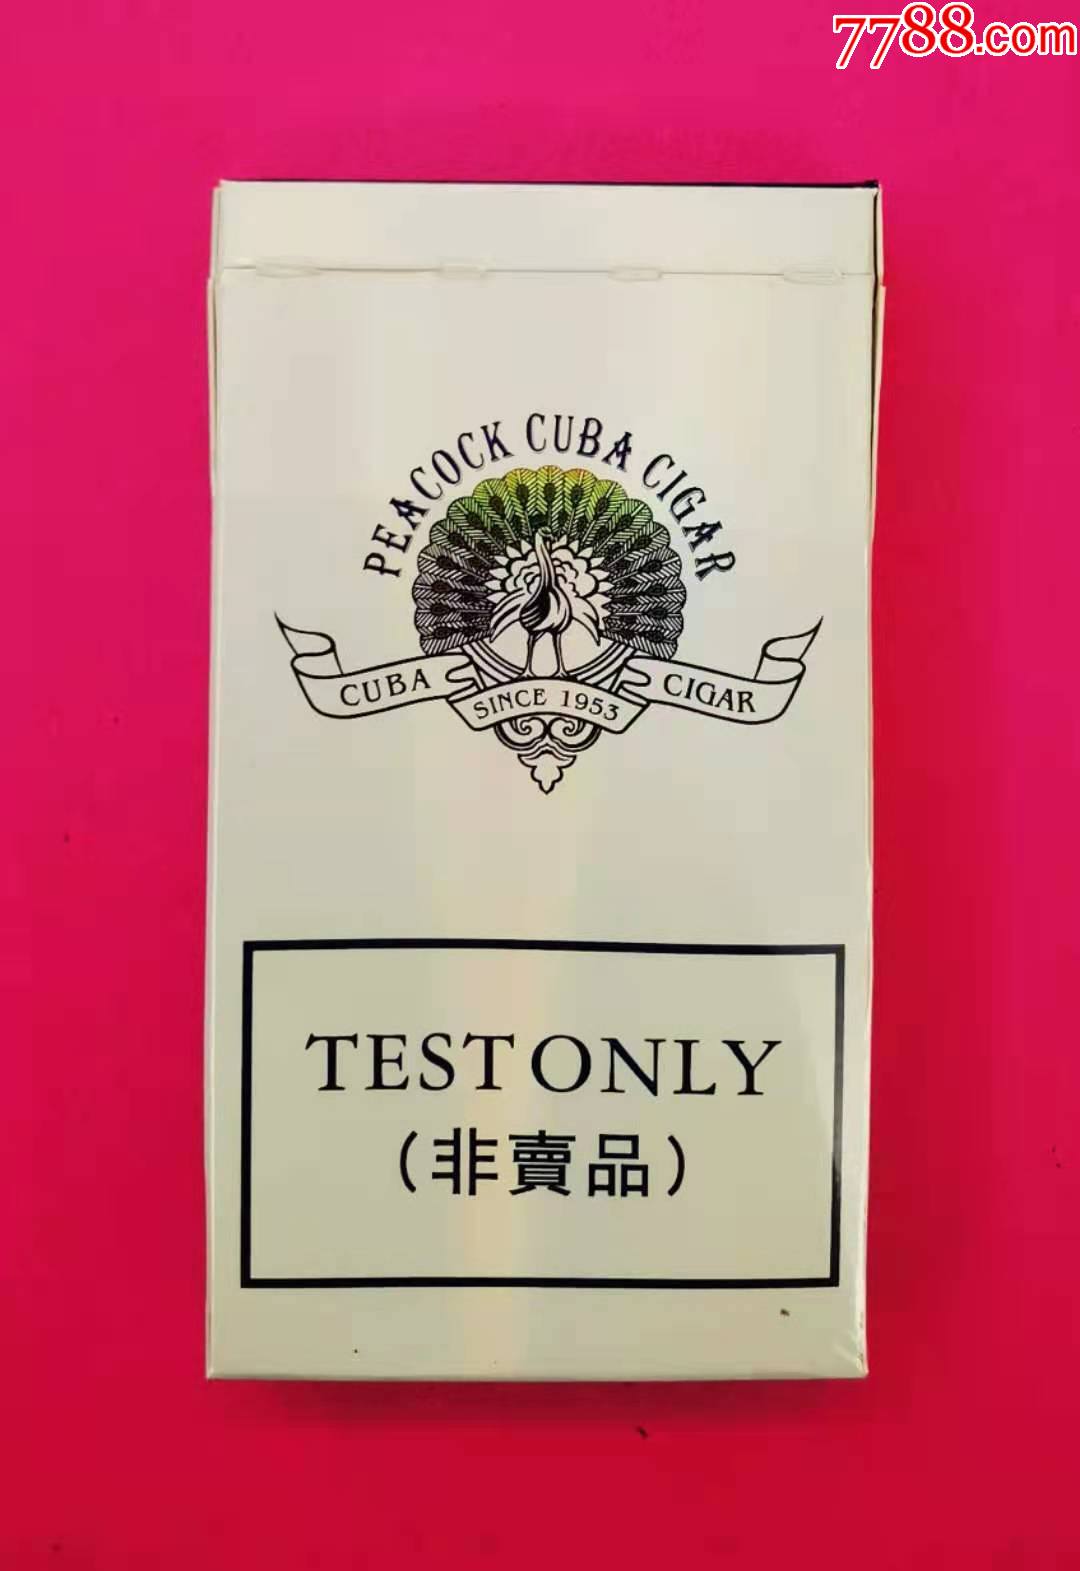 7788.com
PEACOCK CUBA CIGAR
CUBA
SINCE 1953
CIGAR
TEST ONLY
（非賣品）